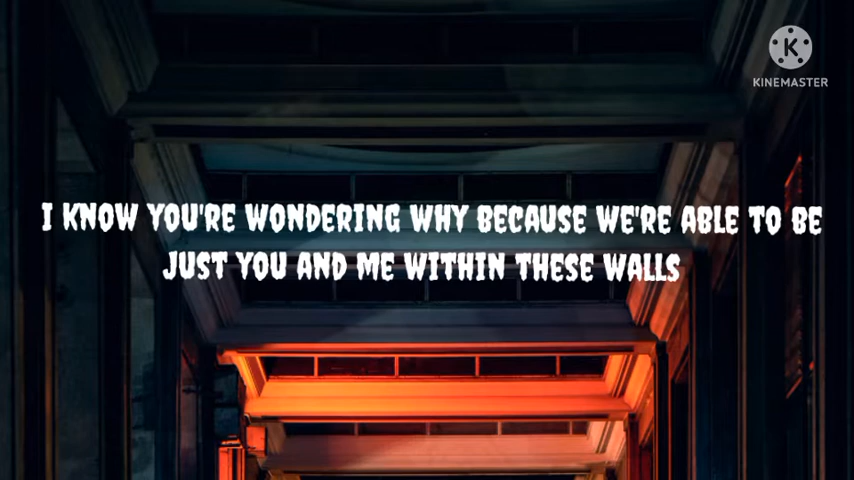 KINEMASTER
I KNOW YOU'RE WONDERING WHY BECAUSE WE'RE ABLE TO BE
JUST YOU AND ME WITHIN THESE WALLS